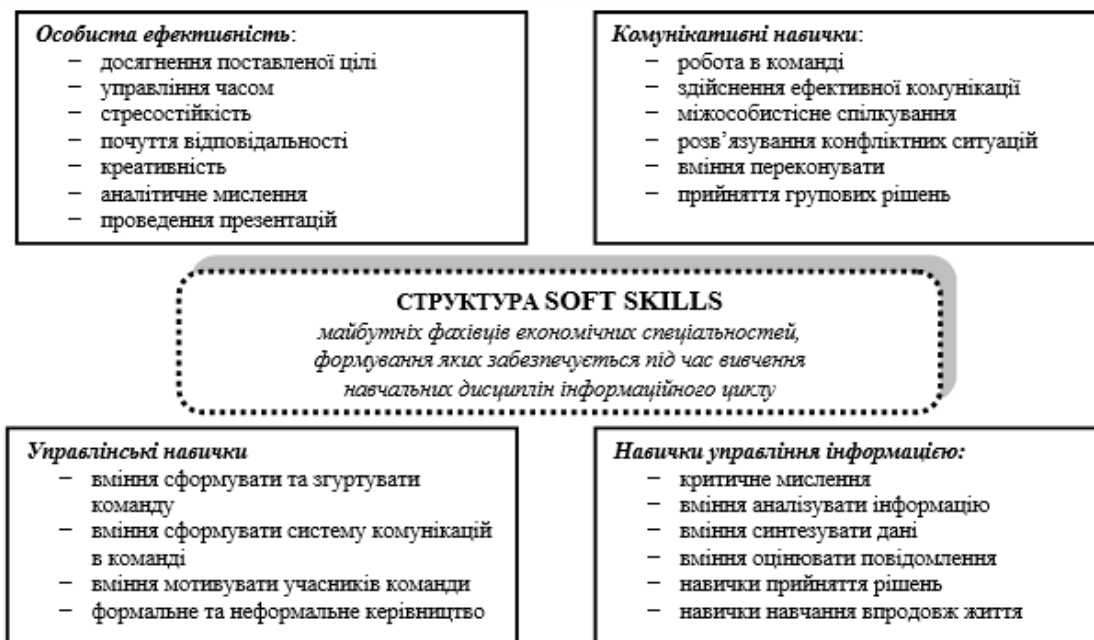 Особиста ефективність:
– досягнення поставленої цілі
– управління часом
– стресостійкість
– почуття відповідальності
– креативність
– аналітичне мислення
– проведення презентацій
Комунікативні навички:
– робота в команді
– здійснення ефективної комунікації
– міжособистісне спілкування
– розв’язування конфліктних ситуацій
– вміння переконувати
– прийняття групових рішень
СТРУКТУРА SOFT SKILLS
майбутніх фахівців економічних спеціальностей,
формування яких забезпечується під час вивчення
навчальних дисциплін інформаційного циклу
Управлінські навички
– вміння сформувати та згуртувати
команду
– вміння сформувати систему комунікацій
в команді
– вміння мотивувати учасників команди
– формальне та неформальне керівництво
Навички управління інформацією:
– критичне мислення
– вміння аналізувати інформацію
– вміння синтезувати дані
– вміння оцінювати повідомлення
– навички прийняття рішень
– навички навчання впродовж життя